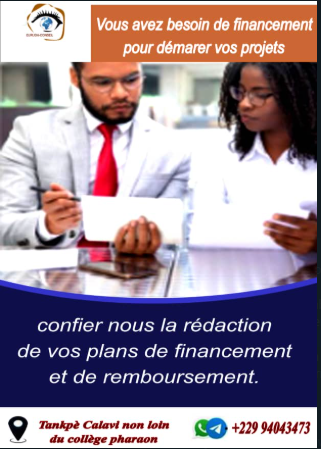 Vous avez besoin de financement
pour démarer vos projets
confier nous la rédaction
de vos plans de financement
et de remboursement.
Tankpè Calavi non loin
du collège pharaon
+229 94043473